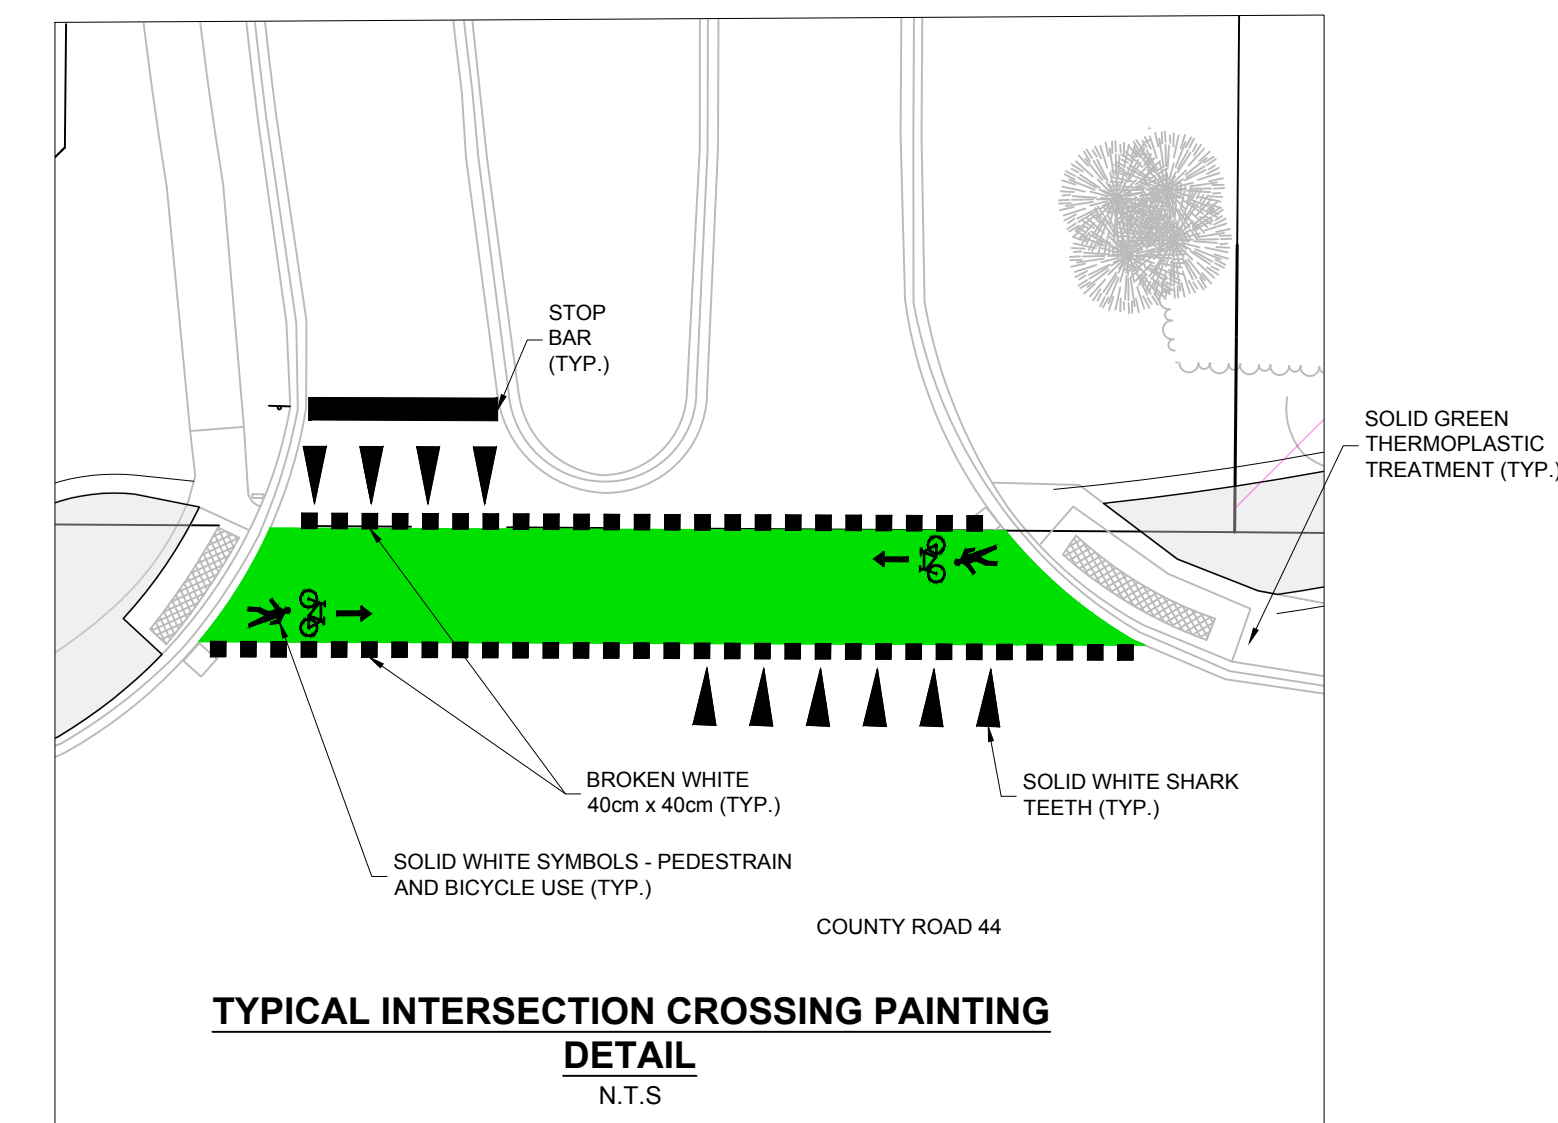 STOP
BAR
(TYP.)
SOLID GREEN
THERMOPLASTIC
TREATMENT (TYP.)
BROKEN WHITE
40cm x 40cm (TYP.)
SOLID WHITE SHARK
TEETH (TYP.)
SOLID WHITE SYMBOLS - PEDESTRAIN
AND BICYCLE USE (TYP.)
COUNTY ROAD 44
TYPICAL INTERSECTION CROSSING PAINTING
DETAIL
N.T.S